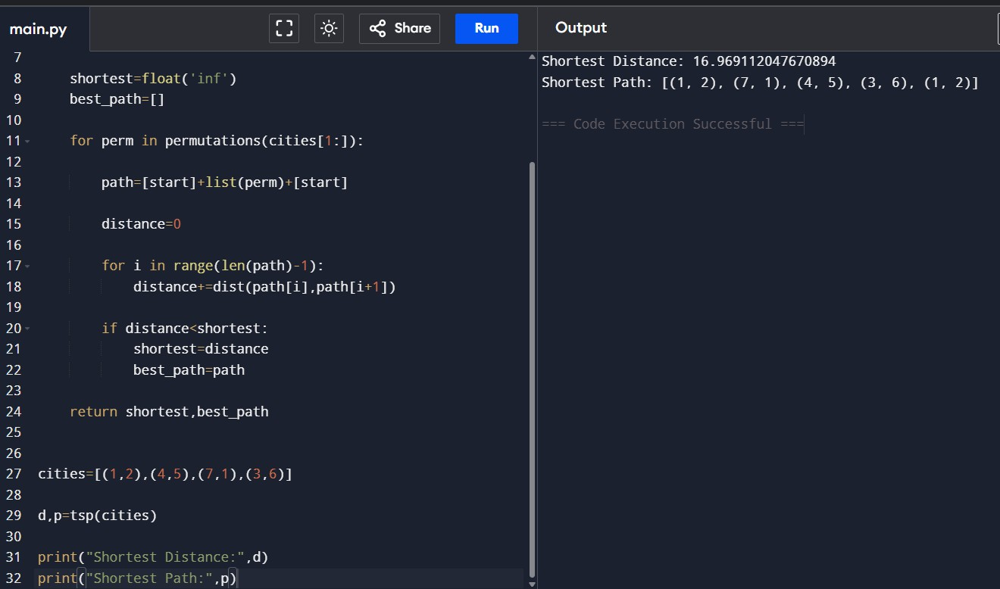 main.py
Share
Run
Output
7
8 shortest=float('inf')
9 best_path=[]
10
11 for perm in permutations(cities[1:]):
12
13 path=[start]+list(perm)+[start]
14
15 distance=0
16
17 for i in range(len(path)-1):
18 distance+=dist(path[i],path[i+1])
19
20 if distance<shortest:
21 shortest=distance
22 best_path=path
23
24 return shortest,best_path
25
26
27 cities=[(1,2),(4,5),(7,1),(3,6)]
28
29 d,p=tsp(cities)
30
31 print("Shortest Distance:",d)
32 print("Shortest Path:",p)
Shortest Distance: 16.969112047670894
Shortest Path: [(1, 2), (7, 1), (4, 5), (3, 6), (1, 2)]
=== Code Execution Successful ===